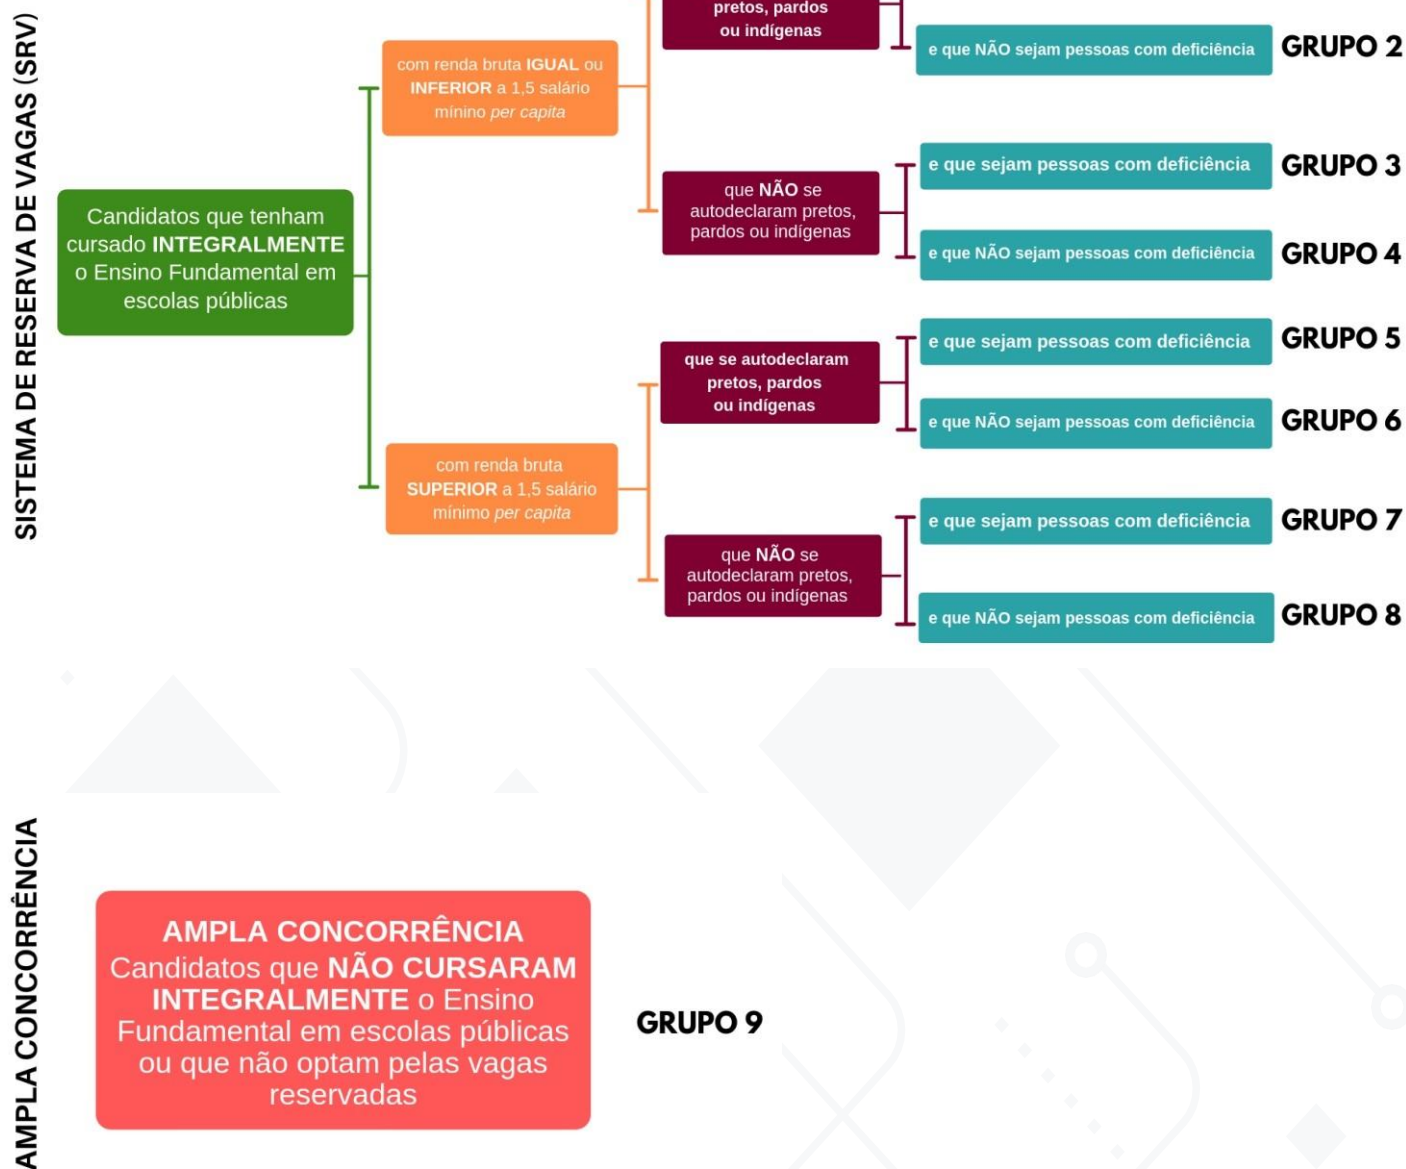 SISTEMA DE RESERVA DE VAGAS (SRV)
Candidatos que tenham
cursado INTEGRALMENTE
o Ensino Fundamental em
escolas públicas
com renda bruta IGUAL ou
INFERIOR a 1,5 salário
mínino per capita
pretos, pardos
ou indígenas
e que NÃO sejam pessoas com deficiência
GRUPO 2
que NÃO se
autodeclaram pretos,
pardos ou indígenas
e que sejam pessoas com deficiência
GRUPO 3
e que NÃO sejam pessoas com deficiência
GRUPO 4
com renda bruta
SUPERIOR a 1,5 salário
mínimo per capita
que se autodeclaram
pretos, pardos
ou indígenas
e que sejam pessoas com deficiência
GRUPO 5
e que NÃO sejam pessoas com deficiência
GRUPO 6
que NÃO se
autodeclaram pretos,
pardos ou indígenas
e que sejam pessoas com deficiência
GRUPO 7
e que NÃO sejam pessoas com deficiência
GRUPO 8
AMPLA CONCORRÊNCIA
AMPLA CONCORRÊNCIA
Candidatos que NÃO CURSARAM
INTEGRALMENTE o Ensino
Fundamental em escolas públicas
ou que não optam pelas vagas
reservadas
GRUPO 9